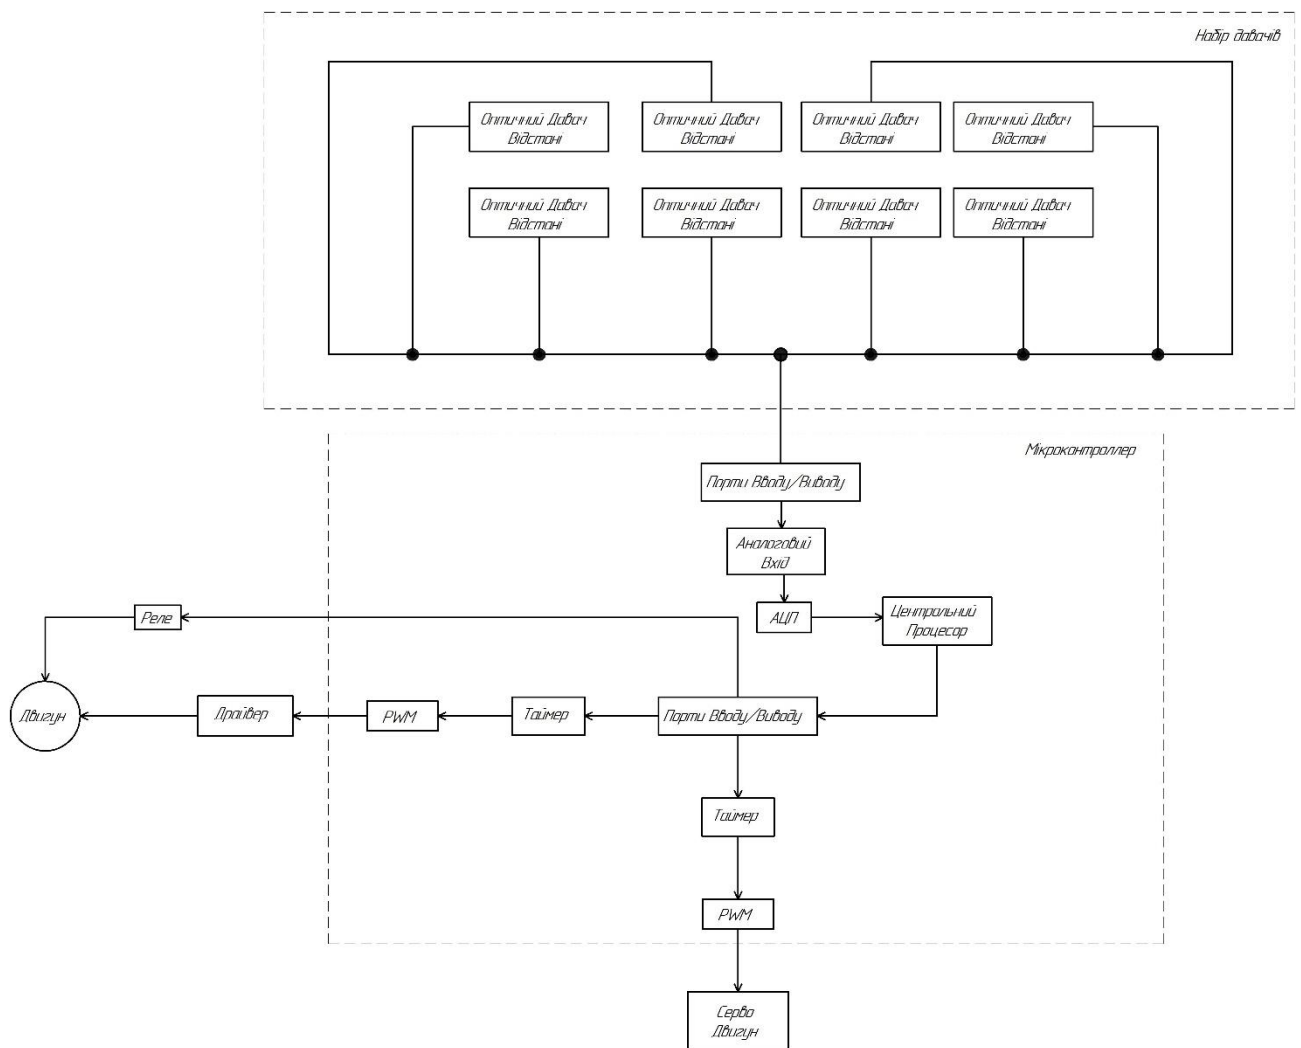 Набір давачів
Оптичний Давач
Відстані
Оптичний Давач
Відстані
Оптичний Давач
Відстані
Оптичний Давач
Відстані
Оптичний Давач
Відстані
Оптичний Давач
Відстані
Оптичний Давач
Відстані
Оптичний Давач
Відстані
Мікроконтроллер
Порти Вводу/Виводу
Аналоговий
Вхід
АЦП
Центральний
Процесор
Реле
Двигун
Драйвер
PWM
Таймер
Порти Вводу/Виводу
Таймер
PWM
Серво
Двигун